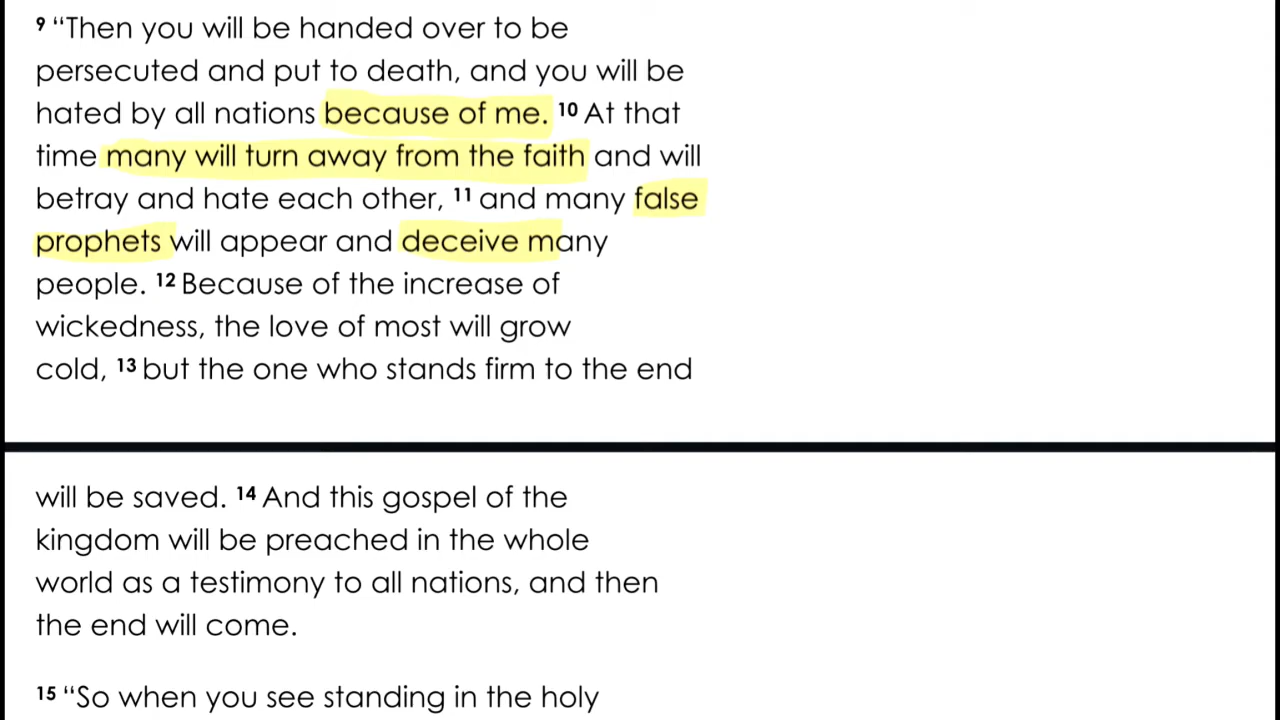 9 “Then you will be handed over to be
persecuted and put to death, and you will be
hated by all nations because of me. 10 At that
time many will turn away from the faith and will
betray and hate each other, 11 and many false
prophets will appear and deceive many
people. 12 Because of the increase of
wickedness, the love of most will grow
cold, 13 but the one who stands firm to the end
will be saved. 14 And this gospel of the
kingdom will be preached in the whole
world as a testimony to all nations, and then
the end will come.
15 “So when you see standing in the holy